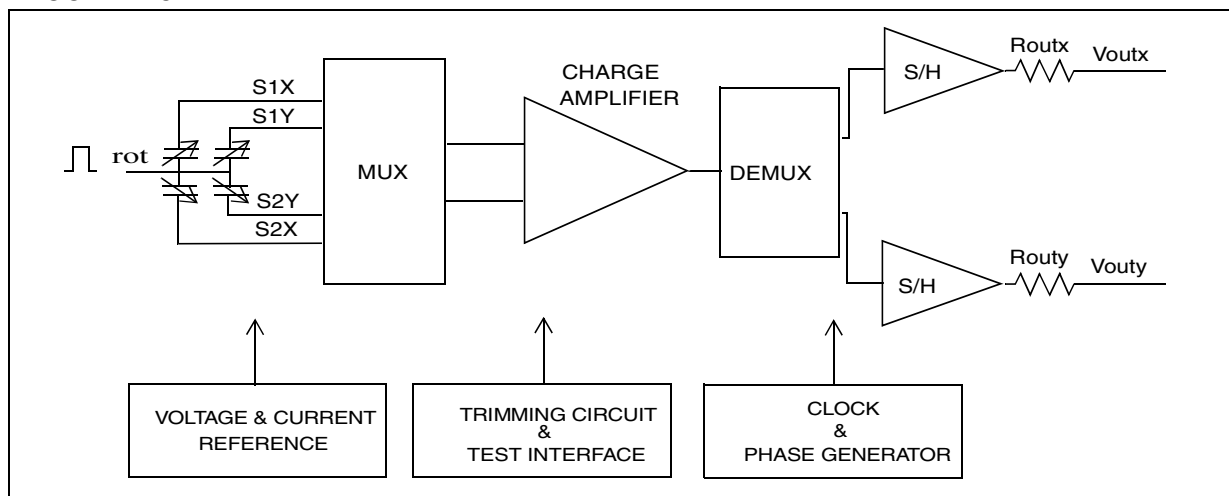 S1X
S1Y
rot
S2Y
S2X
MUX
CHARGE
AMPLIFIER
DEMUX
S/H
Routx
Voutx
S/H
Routy
Vouty
VOLTAGE & CURRENT
REFERENCE
TRIMMING CIRCUIT
&
TEST INTERFACE
CLOCK
&
PHASE GENERATOR